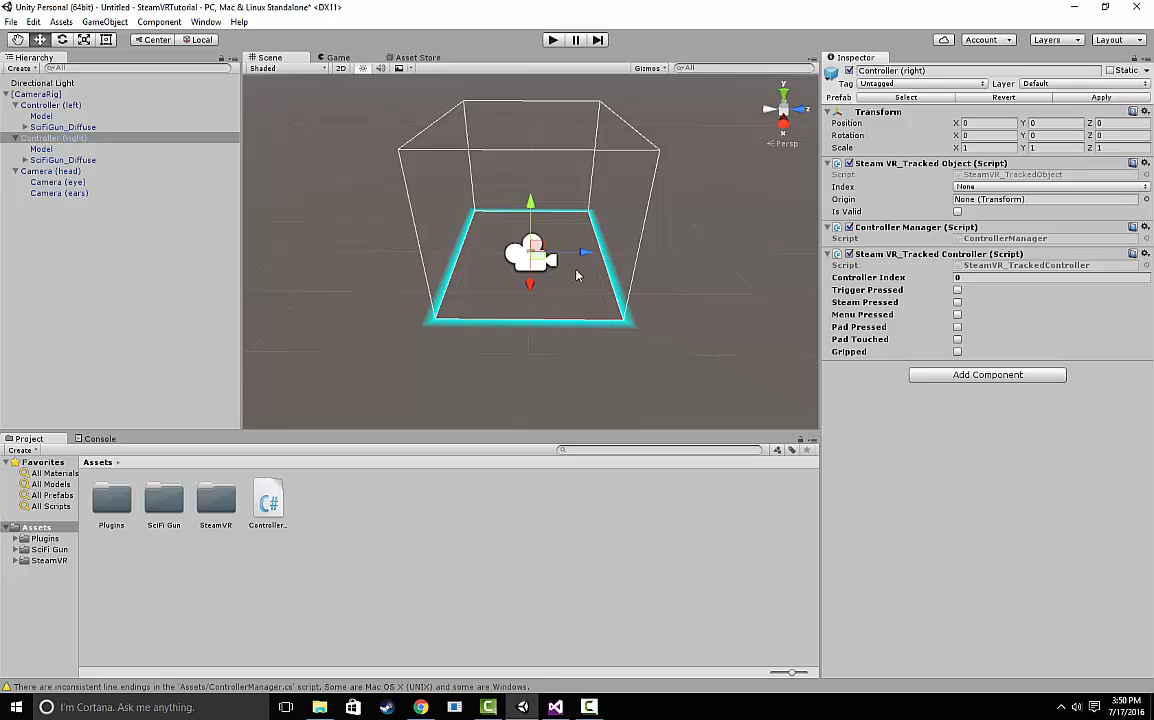 Unity Personal (64bit) - Untitled - SteamVRTutorial - PC, Mac & Linux Standalone* <DX11>
File Edit Assets GameObject Component Window Help
Center Local Account Layers Layout
Hierarchy
Create All
Directional Light
[CameraRig]
Controller (left)
Model
SciFiGun_Diffuse
Controller (right)
Model
SciFiGun_Diffuse
Camera (head)
Camera (eye)
Camera (ears)
Scene Game Asset Store
Shaded 2D Gizmos All
y
z
x
Persp
Inspector
Controller (right) Static
Tag Untagged Layer Default
Prefab Select Revert Apply
Transform
Position X 0 Y 0 Z 0
Rotation X 0 Y 0 Z 0
Scale X 1 Y 1 Z 1
Steam VR_Tracked Object (Script)
Script SteamVR_TrackedObject
Index None
Origin None (Transform)
Is Valid
Controller Manager (Script)
Script ControllerManager
Steam VR_Tracked Controller (Script)
Script SteamVR_TrackedController
Controller Index 0
Trigger Pressed
Steam Pressed
Menu Pressed
Pad Pressed
Pad Touched
Gripped
Add Component
Project Console
Create
Favorites
All Materials
All Models
All Prefabs
All Scripts
Assets
Plugins
SciFi Gun
SteamVR
Assets
C#
Plugins SciFi Gun SteamVR Controller...
There are inconsistent line endings in the 'Assets/ControllerManager.cs' script. Some are Mac OS X (UNIX) and some are Windows.
I'm Cortana. Ask me anything.
3:50 PM
7/17/2016